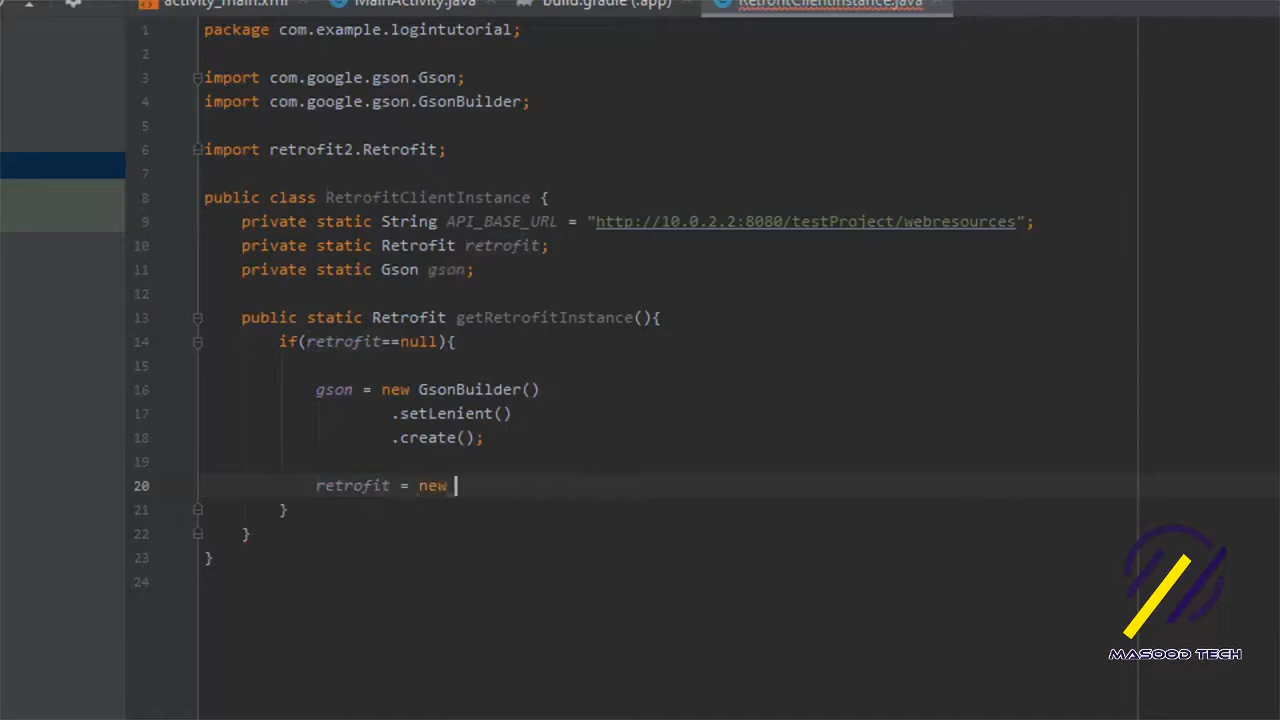 activity_main.xml MainActivity.java build.gradle (:app) RetrofitClientInstance.java
1 package com.example.logintutorial;
2
3 import com.google.gson.Gson;
4 import com.google.gson.GsonBuilder;
5
6 import retrofit2.Retrofit;
7
8 public class RetrofitClientInstance {
9 private static String API_BASE_URL = "http://10.0.2.2:8080/testProject/webresources";
10 private static Retrofit retrofit;
11 private static Gson gson;
12
13 public static Retrofit getRetrofitInstance(){
14 if(retrofit==null){
15
16 gson = new GsonBuilder()
17 .setLenient()
18 .create();
19
20 retrofit = new
21 }
22 }
23 }
24
MASOOD TECH